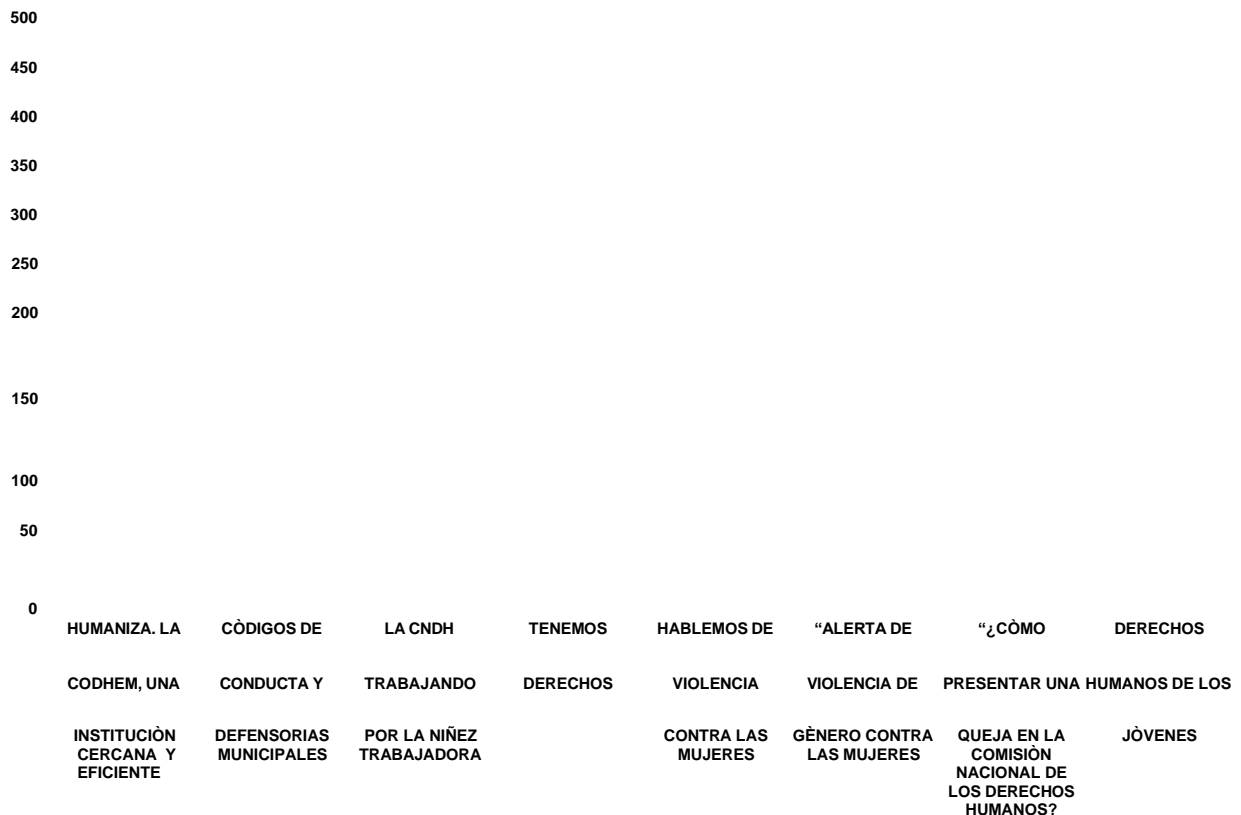 500
450
400
350
300
250
200
150
100
50
0
HUMANIZA. LA
CODHEM, UNA
INSTITUCIÒN
CERCANA Y
EFICIENTE
CÒDIGOS DE
CONDUCTA Y
DEFENSORIAS
MUNICIPALES
LA CNDH
TRABAJANDO
POR LA NIÑEZ
TRABAJADORA
TENEMOS
DERECHOS
HABLEMOS DE
VIOLENCIA
CONTRA LAS
MUJERES
“ALERTA DE
VIOLENCIA DE
GÈNERO CONTRA
LAS MUJERES
“¿CÒMO
PRESENTAR UNA
QUEJA EN LA
COMISIÒN
NACIONAL DE
LOS DERECHOS
HUMANOS?
DERECHOS
HUMANOS DE LOS
JÒVENES